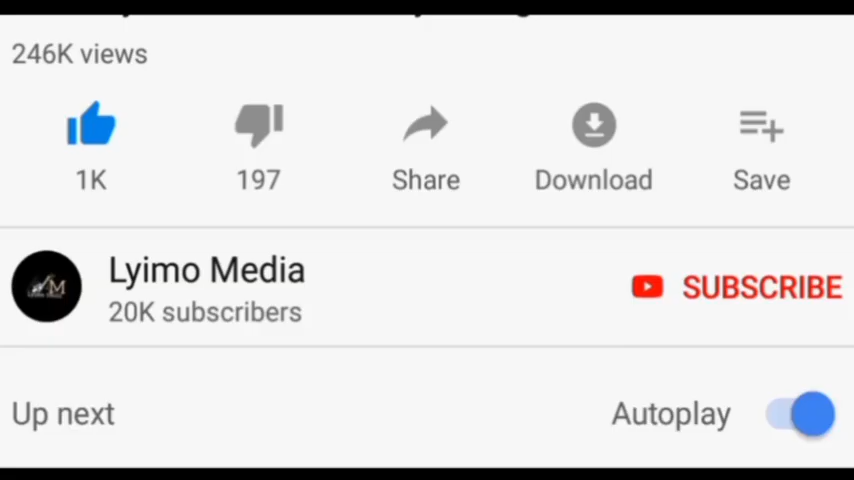 246K views
1K
197
Share
Download
Save
Lyimo Media
20K subscribers
SUBSCRIBE
Up next
Autoplay